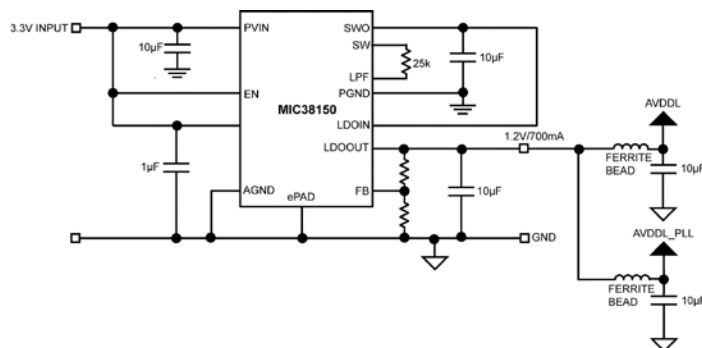 3.3V INPUT
PVIN
SWO
10µF
SW
25k
LPF
10µF
EN
PGND
MIC38150
AVDDL
LDOIN
1.2V/700mA
LDOOUT
1µF
FERRITE
BEAD
10µF
10µF
AGND
FB
ePAD
GND
AVDDL_PLL
FERRITE
BEAD
10µF